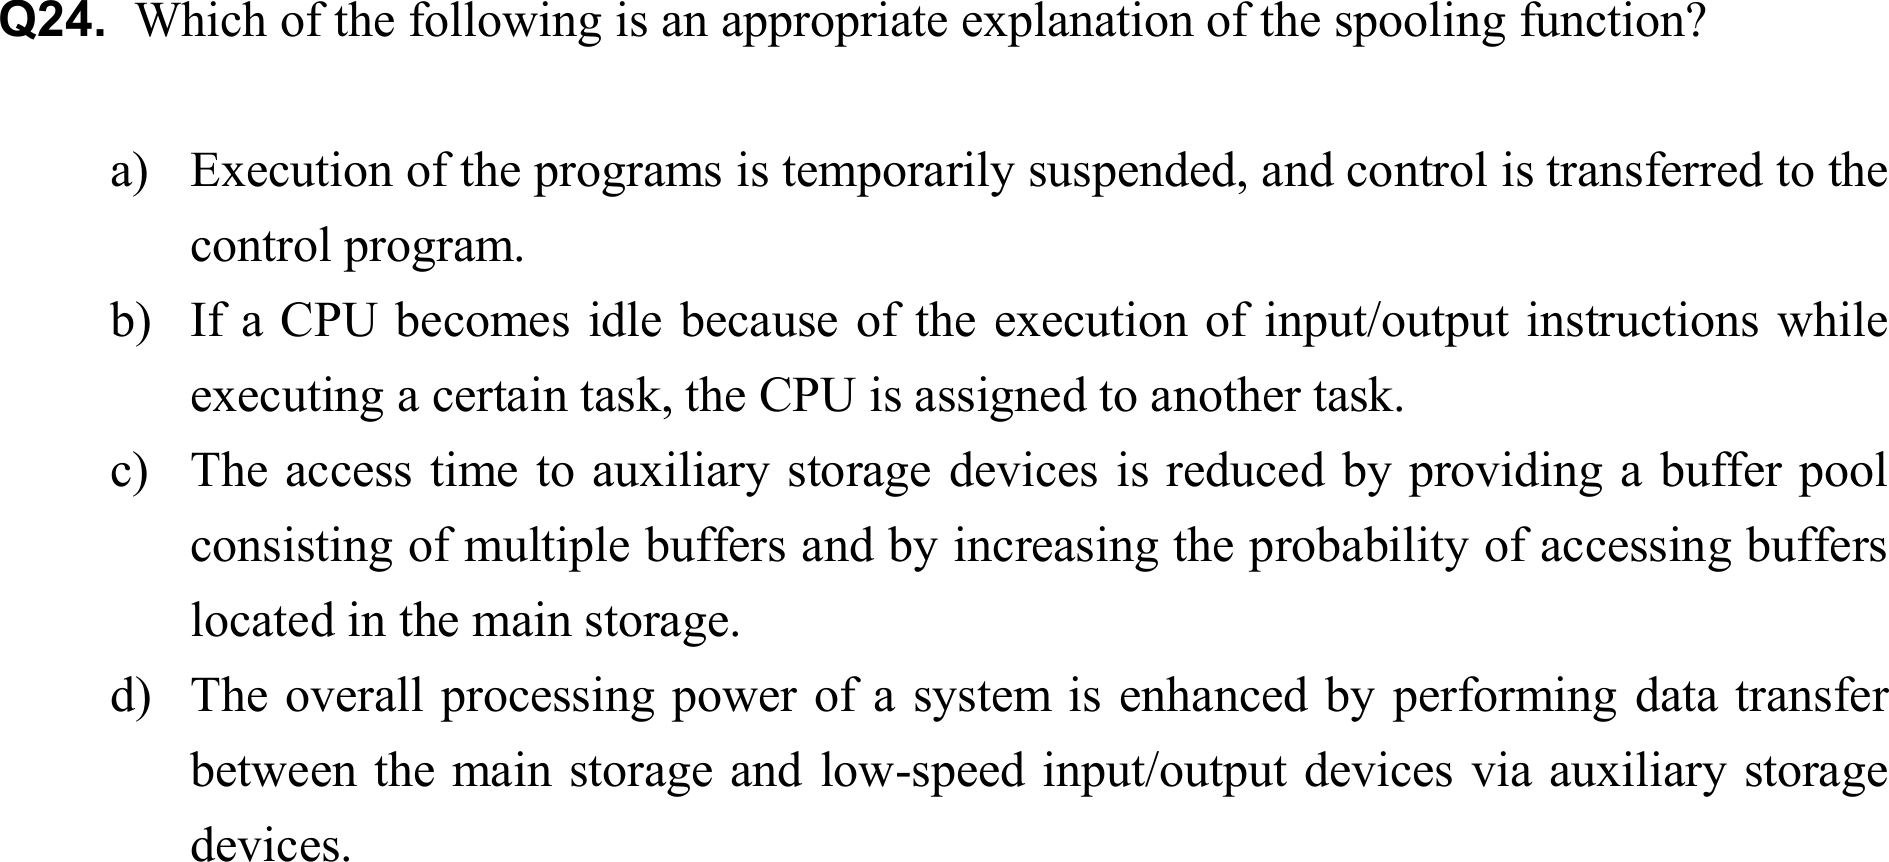 Q24. Which of the following is an appropriate explanation of the spooling function?
a) Execution of the programs is temporarily suspended, and control is transferred to the
control program.
b) If a CPU becomes idle because of the execution of input/output instructions while
executing a certain task, the CPU is assigned to another task.
c) The access time to auxiliary storage devices is reduced by providing a buffer pool
consisting of multiple buffers and by increasing the probability of accessing buffers
located in the main storage.
d) The overall processing power of a system is enhanced by performing data transfer
between the main storage and low-speed input/output devices via auxiliary storage
devices.